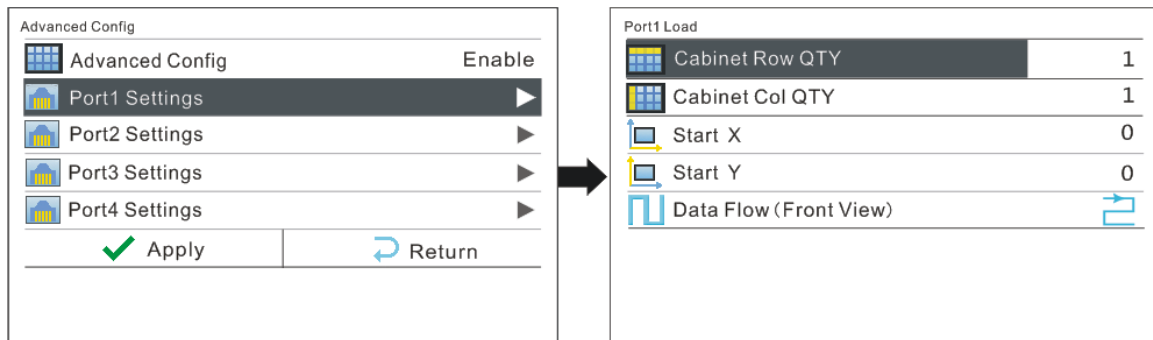 Advanced Config
Advanced Config Enable
Port1 Settings
Port2 Settings
Port3 Settings
Port4 Settings
Apply Return
Port1 Load
Cabinet Row QTY 1
Cabinet Col QTY 1
Start X 0
Start Y 0
Data Flow (Front View)